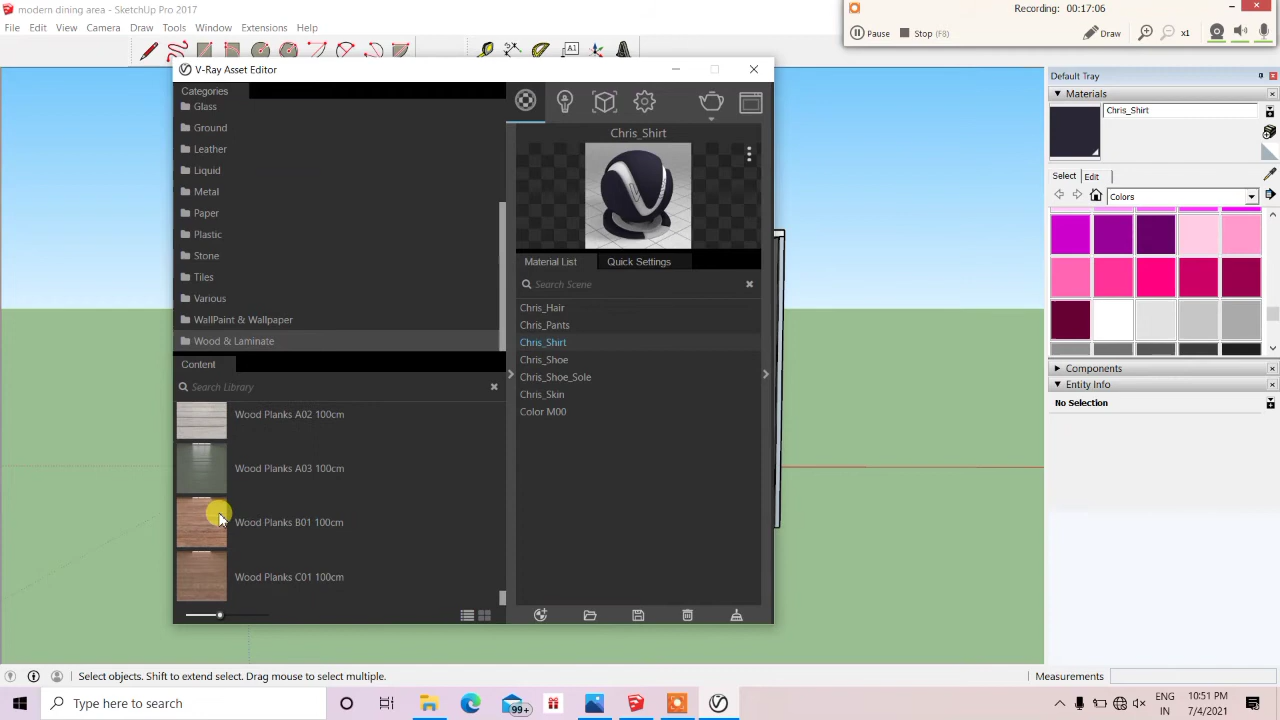 modern dining area - SketchUp Pro 2017
Recording: 00:17:06
File Edit View Camera Draw Tools Window Extensions Help
Pause Stop (F8) Draw x1
A1
V-Ray Asset Editor
Default Tray
Categories
Materials
Glass
Chris_Shirt
Ground
Chris_Shirt
Leather
Liquid
Select Edit
Metal
Colors
Paper
Plastic
Stone
Material List Quick Settings
Tiles
Search Scene
Various
Chris_Hair
WallPaint & Wallpaper
Chris_Pants
Wood & Laminate
Chris_Shirt
Content
Chris_Shoe
Components
Search Library
Chris_Shoe_Sole
Entity Info
Chris_Skin
No Selection
Wood Planks A02 100cm
Color M00
Wood Planks A03 100cm
Wood Planks B01 100cm
Wood Planks C01 100cm
Select objects. Shift to extend select. Drag mouse to select multiple.
Measurements
Type here to search
99+
ENG
IN
10:51 PM
7/4/2021